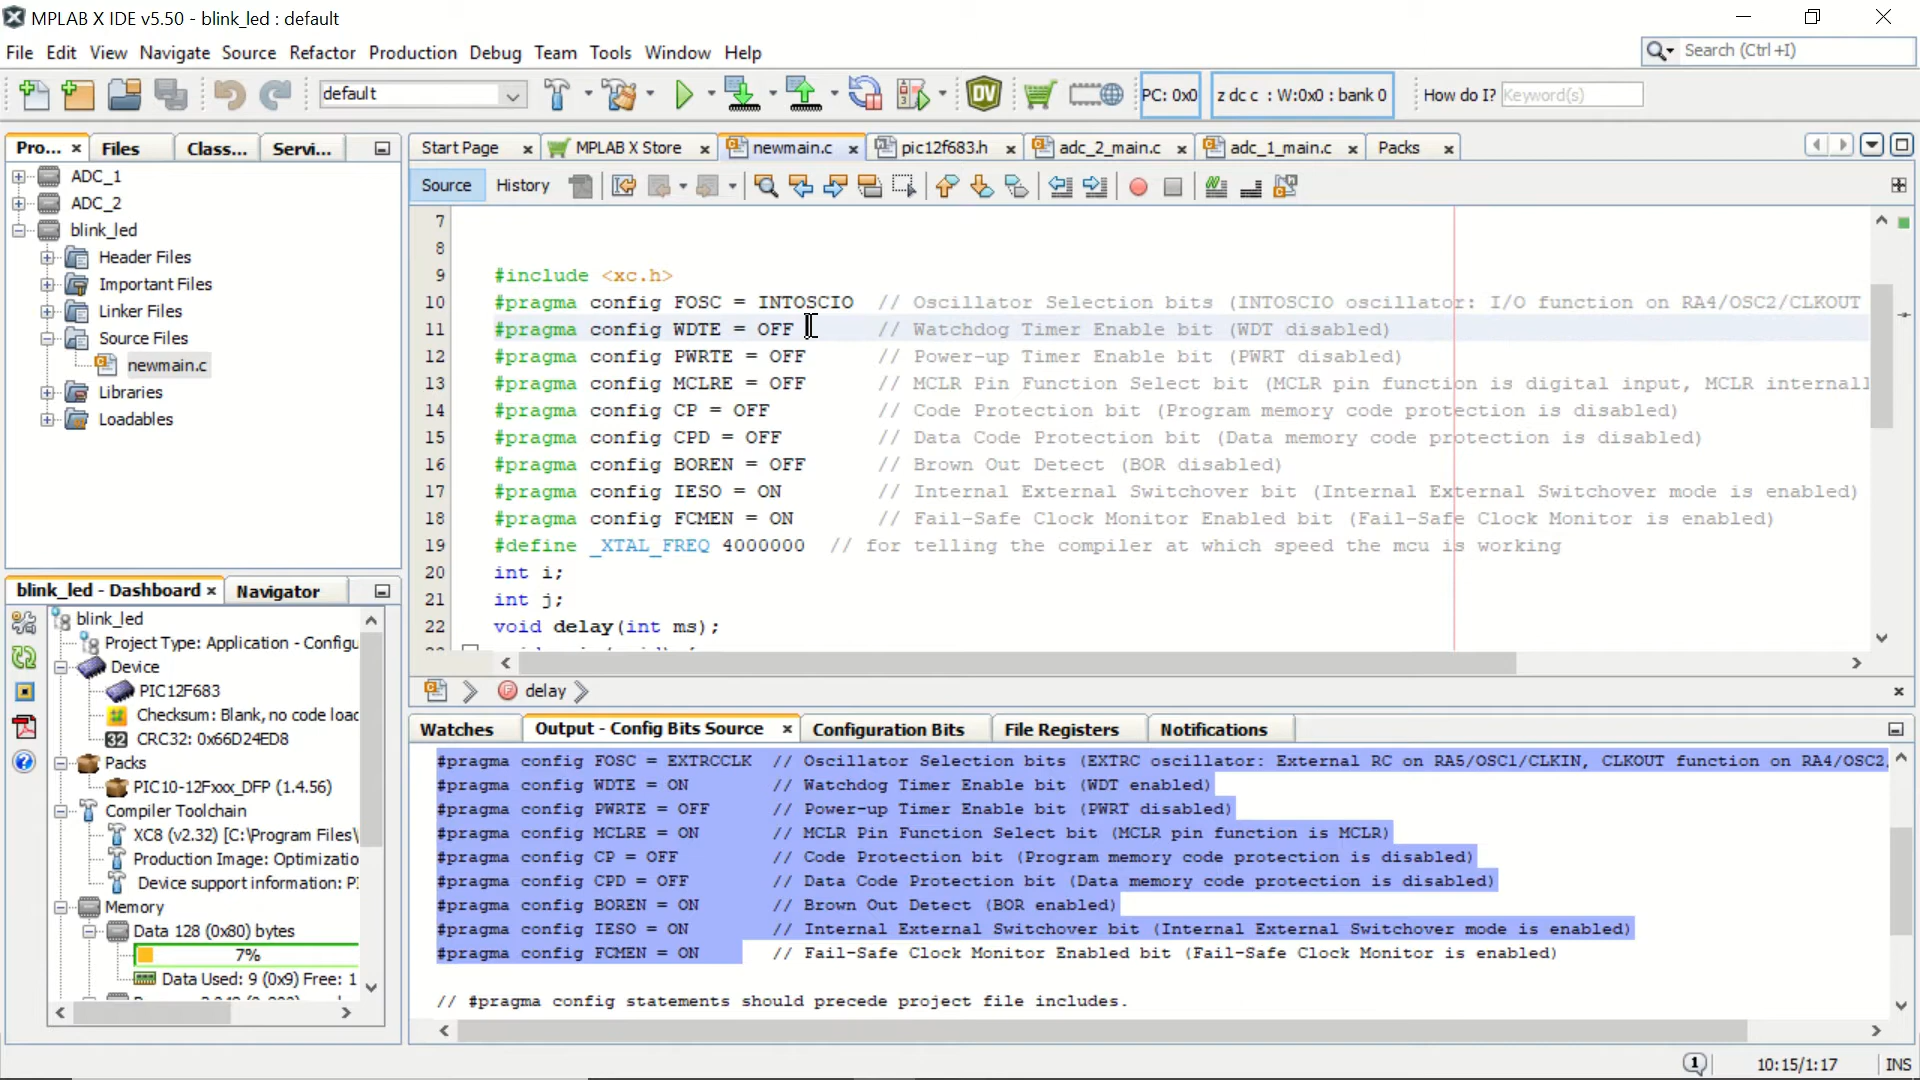 MPLAB X IDE v5.50 - blink_led : default
File Edit View Navigate Source Refactor Production Debug Team Tools Window Help
Search (Ctrl+I)
default
PC: 0x0
z dc c : W:0x0 : bank 0
How do I? Keyword(s)
Pro... Files Class... Servi...
Start Page MPLAB X Store newmain.c pic12f683.h adc_2_main.c adc_1_main.c Packs
ADC_1
ADC_2
blink_led
Header Files
Important Files
Linker Files
Source Files
newmain.c
Libraries
Loadables
Source History
7
8
9 #include <xc.h>
10 #pragma config FOSC = INTOSCIO // Oscillator Selection bits (INTOSCIO oscillator: I/O function on RA4/OSC2/CLKOUT
11 #pragma config WDTE = OFF // Watchdog Timer Enable bit (WDT disabled)
12 #pragma config PWRTE = OFF // Power-up Timer Enable bit (PWRT disabled)
13 #pragma config MCLRE = OFF // MCLR Pin Function Select bit (MCLR pin function is digital input, MCLR internall
14 #pragma config CP = OFF // Code Protection bit (Program memory code protection is disabled)
15 #pragma config CPD = OFF // Data Code Protection bit (Data memory code protection is disabled)
16 #pragma config BOREN = OFF // Brown Out Detect (BOR disabled)
17 #pragma config IESO = ON // Internal External Switchover bit (Internal External Switchover mode is enabled)
18 #pragma config FCMEN = ON // Fail-Safe Clock Monitor Enabled bit (Fail-Safe Clock Monitor is enabled)
19 #define _XTAL_FREQ 4000000 // for telling the compiler at which speed the mcu is working
20 int i;
21 int j;
22 void delay(int ms);
delay
blink_led - Dashboard Navigator
blink_led
Project Type: Application - Configu
Device
PIC12F683
Checksum: Blank, no code loac
CRC32: 0x66D24ED8
Packs
PIC10-12Fxxx_DFP (1.4.56)
Compiler Toolchain
XC8 (v2.32) [C:\Program Files\
Production Image: Optimizatio
Device support information: PI
Memory
Data 128 (0x80) bytes
7%
Data Used: 9 (0x9) Free: 1
Watches Output - Config Bits Source Configuration Bits File Registers Notifications
#pragma config FOSC = EXTRCCLK // Oscillator Selection bits (EXTRC oscillator: External RC on RA5/OSC1/CLKIN, CLKOUT function on RA4/OSC2
#pragma config WDTE = ON // Watchdog Timer Enable bit (WDT enabled)
#pragma config PWRTE = OFF // Power-up Timer Enable bit (PWRT disabled)
#pragma config MCLRE = ON // MCLR Pin Function Select bit (MCLR pin function is MCLR)
#pragma config CP = OFF // Code Protection bit (Program memory code protection is disabled)
#pragma config CPD = OFF // Data Code Protection bit (Data memory code protection is disabled)
#pragma config BOREN = ON // Brown Out Detect (BOR enabled)
#pragma config IESO = ON // Internal External Switchover bit (Internal External Switchover mode is enabled)
#pragma config FCMEN = ON // Fail-Safe Clock Monitor Enabled bit (Fail-Safe Clock Monitor is enabled)
// #pragma config statements should precede project file includes.
10:15/1:17 INS